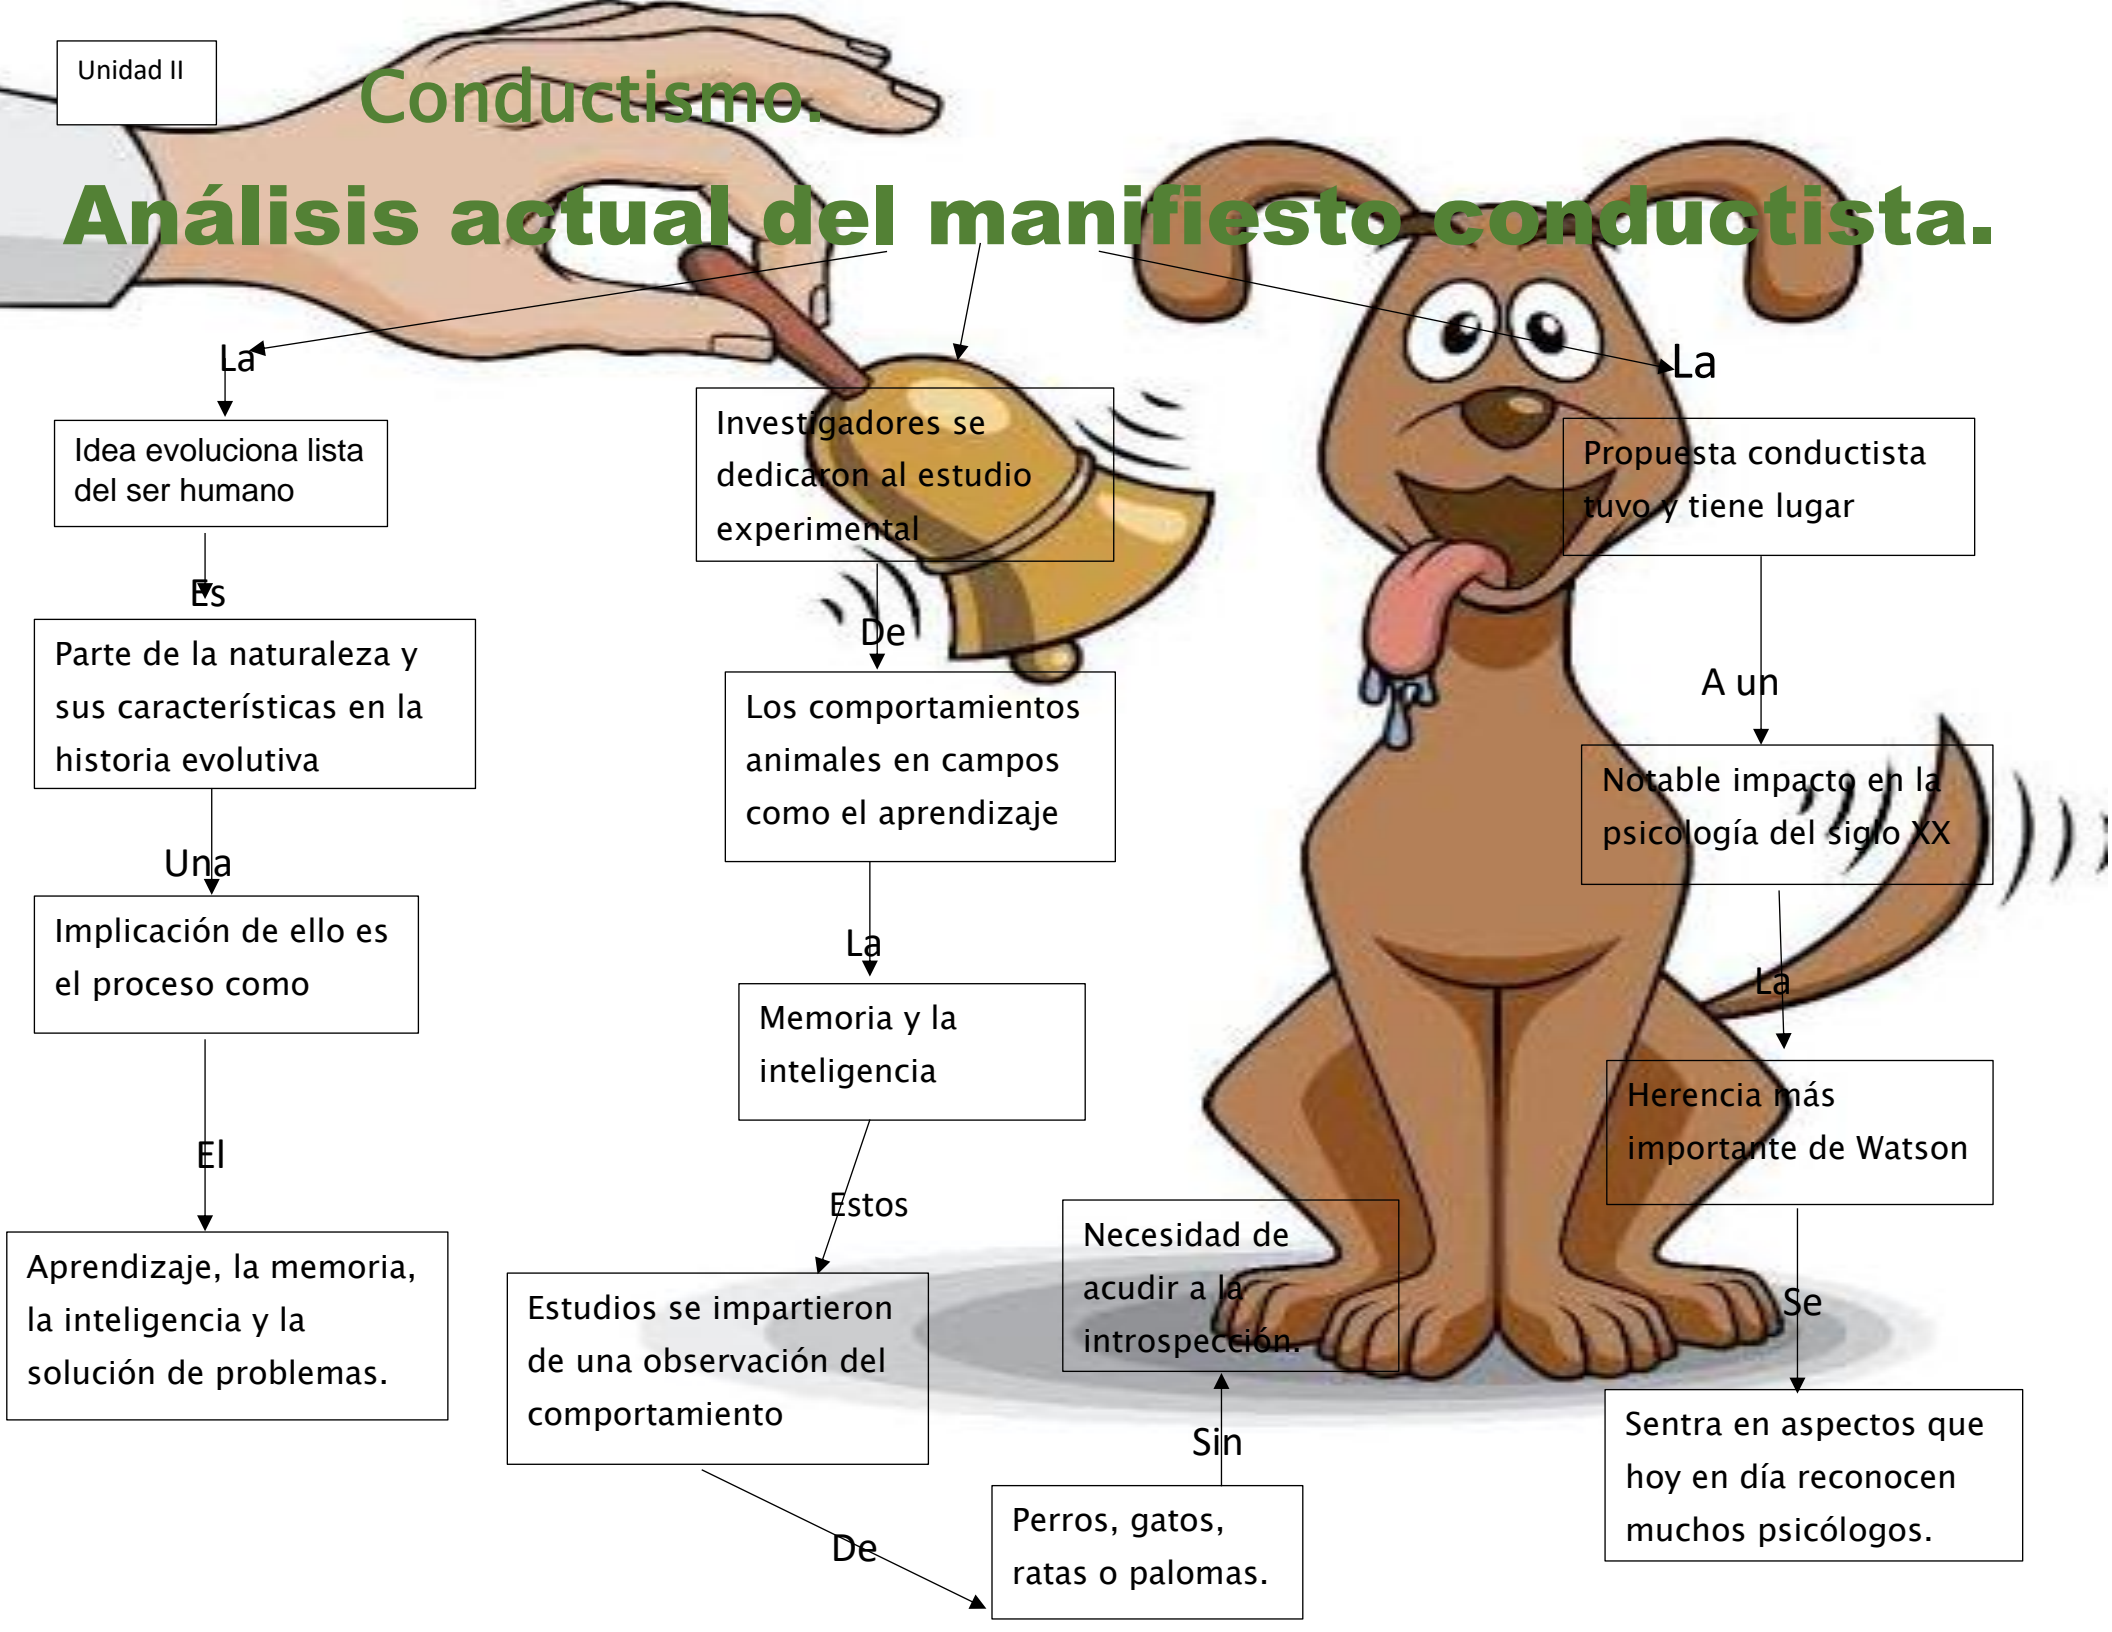 Unidad II
Conductismo.
Análisis actual del manifiesto conductista.
La
Idea evoluciona lista
del ser humano
Es
Parte de la naturaleza y
sus características en la
historia evolutiva
Una
Implicación de ello es
el proceso como
El
Aprendizaje, la memoria,
la inteligencia y la
solución de problemas.
Investigadores se
dedicaron al estudio
experimental
De
Los comportamientos
animales en campos
como el aprendizaje
La
Memoria y la
inteligencia
Estos
Estudios se impartieron
de una observación del
comportamiento
De
Perros, gatos,
ratas o palomas.
Sin
Necesidad de
acudir a la
introspección.
La
Propuesta conductista
tuvo y tiene lugar
A un
Notable impacto en la
psicología del siglo XX
La
Herencia más
importante de Watson
Se
Sentra en aspectos que
hoy en día reconocen
muchos psicólogos.